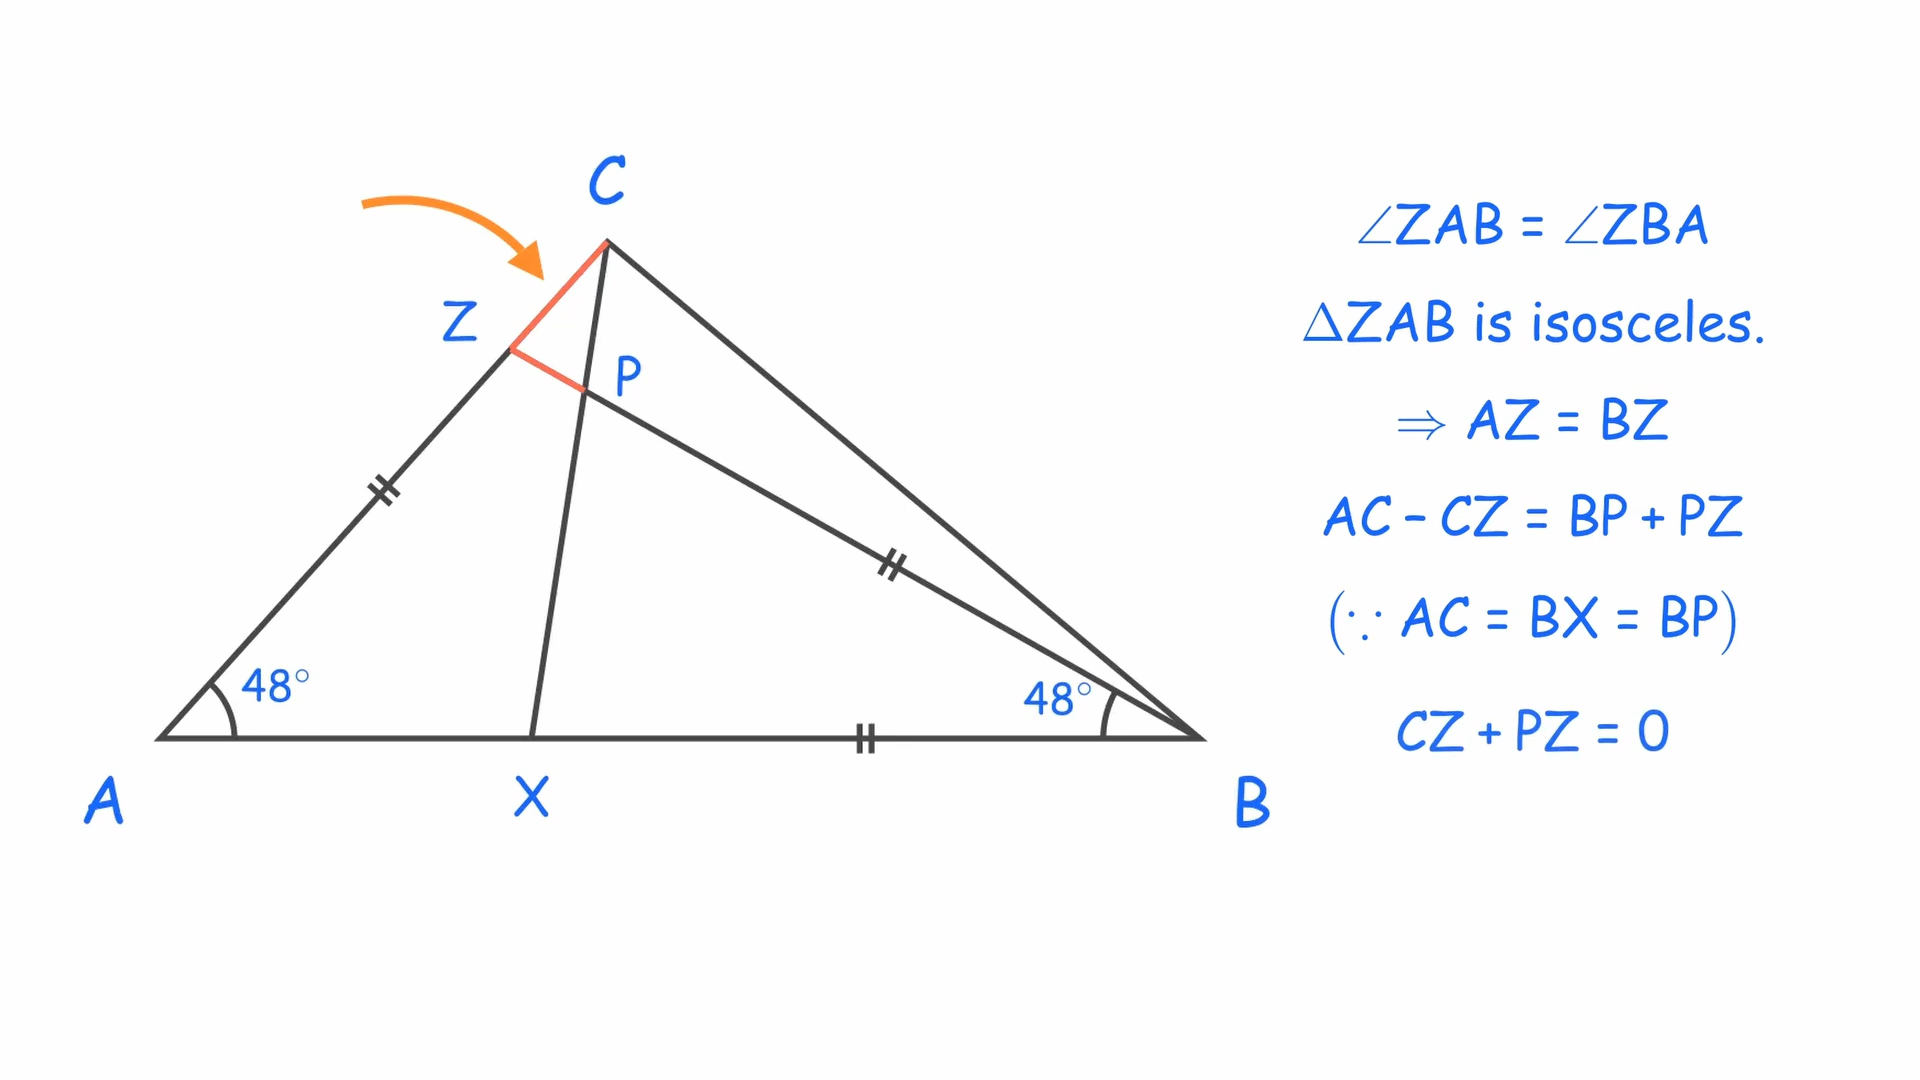 C
Z
P
48°
48°
A
X
B
∠ZAB = ∠ZBA
ΔZAB is isosceles.
⇒ AZ = BZ
AC - CZ = BP + PZ
(∵ AC = BX = BP)
CZ + PZ = 0